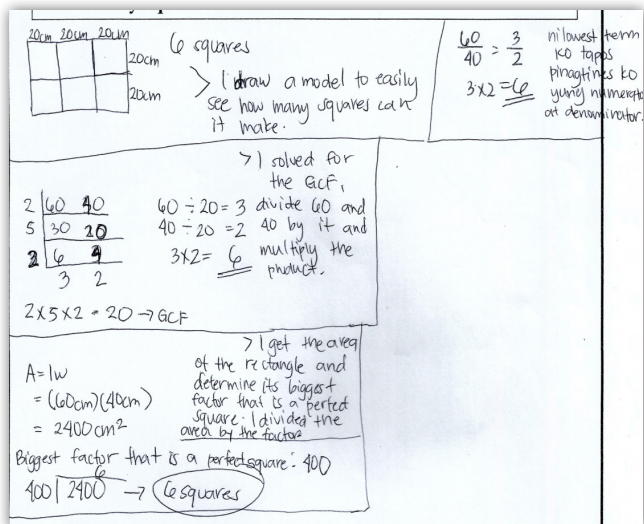 20cm 20cm 20cm
20cm
20cm
6 squares
> I draw a model to easily
see how many squares can
it make.
60/40 = 3/2
3x2 = 6
ni lowest term
ko tapos
pinagtimes ko
yung numerator
at denominator.
> I solved for
the GCF,
divide 60 and
40 by it and
multiply the
product.
2 | 60 40
5 | 30 20
2 | 6 4
3 2
60 ÷ 20 = 3
40 ÷ 20 = 2
3x2 = 6
2 x 5 x 2 = 20 → GCF
> I get the area
of the rectangle and
determine its biggest
factor that is a perfect
square. I divided the
area by the factor.
A = lw
= (60cm)(40cm)
= 2400 cm²
Biggest factor that is a perfect square: 400
6
400 | 2400 → 6 squares